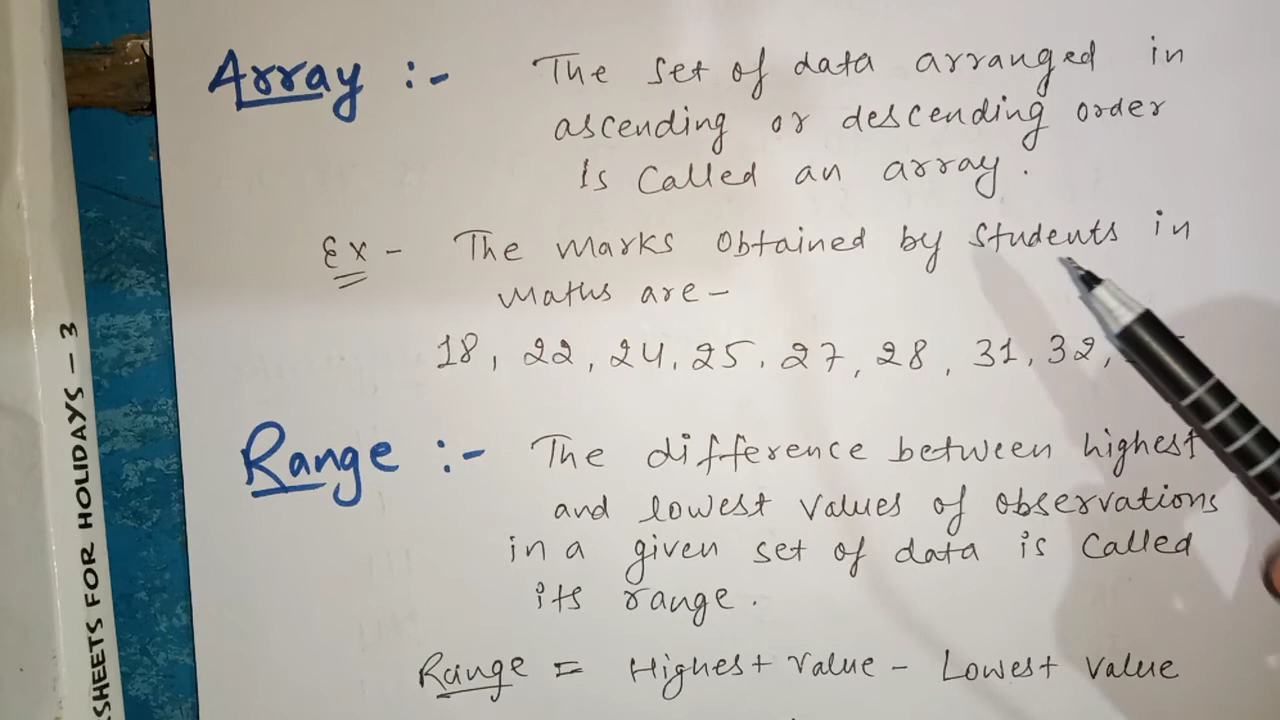 Array :- The set of data arranged in
ascending or descending order
is called an array.
Ex - The marks obtained by students in
Maths are -
18, 22, 24, 25, 27, 28, 31, 32,
Range :- The difference between highest
and lowest values of observations
in a given set of data is called
its range.
Range = Highest value - Lowest value
SHEETS FOR HOLIDAYS - 3